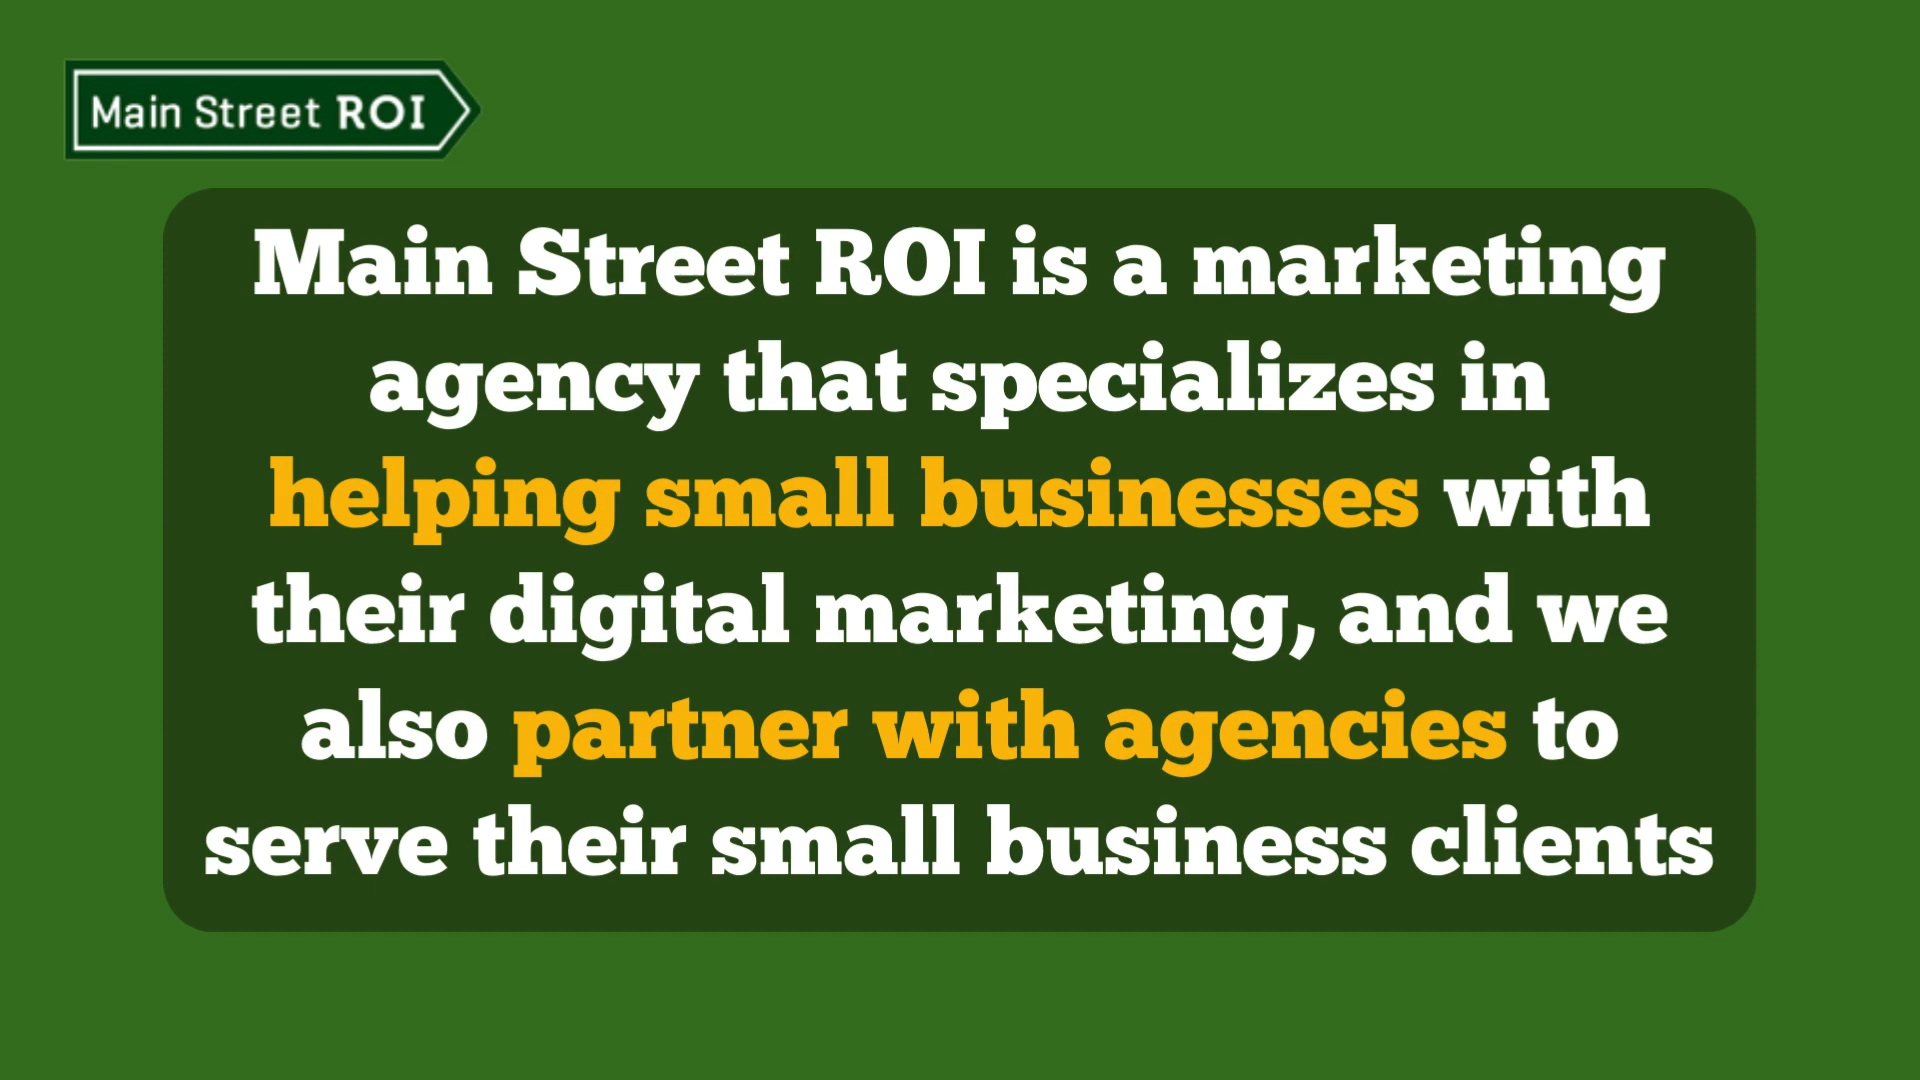 Main Street ROI
Main Street ROI is a marketing
agency that specializes in
helping small businesses with
their digital marketing, and we
also partner with agencies to
serve their small business clients